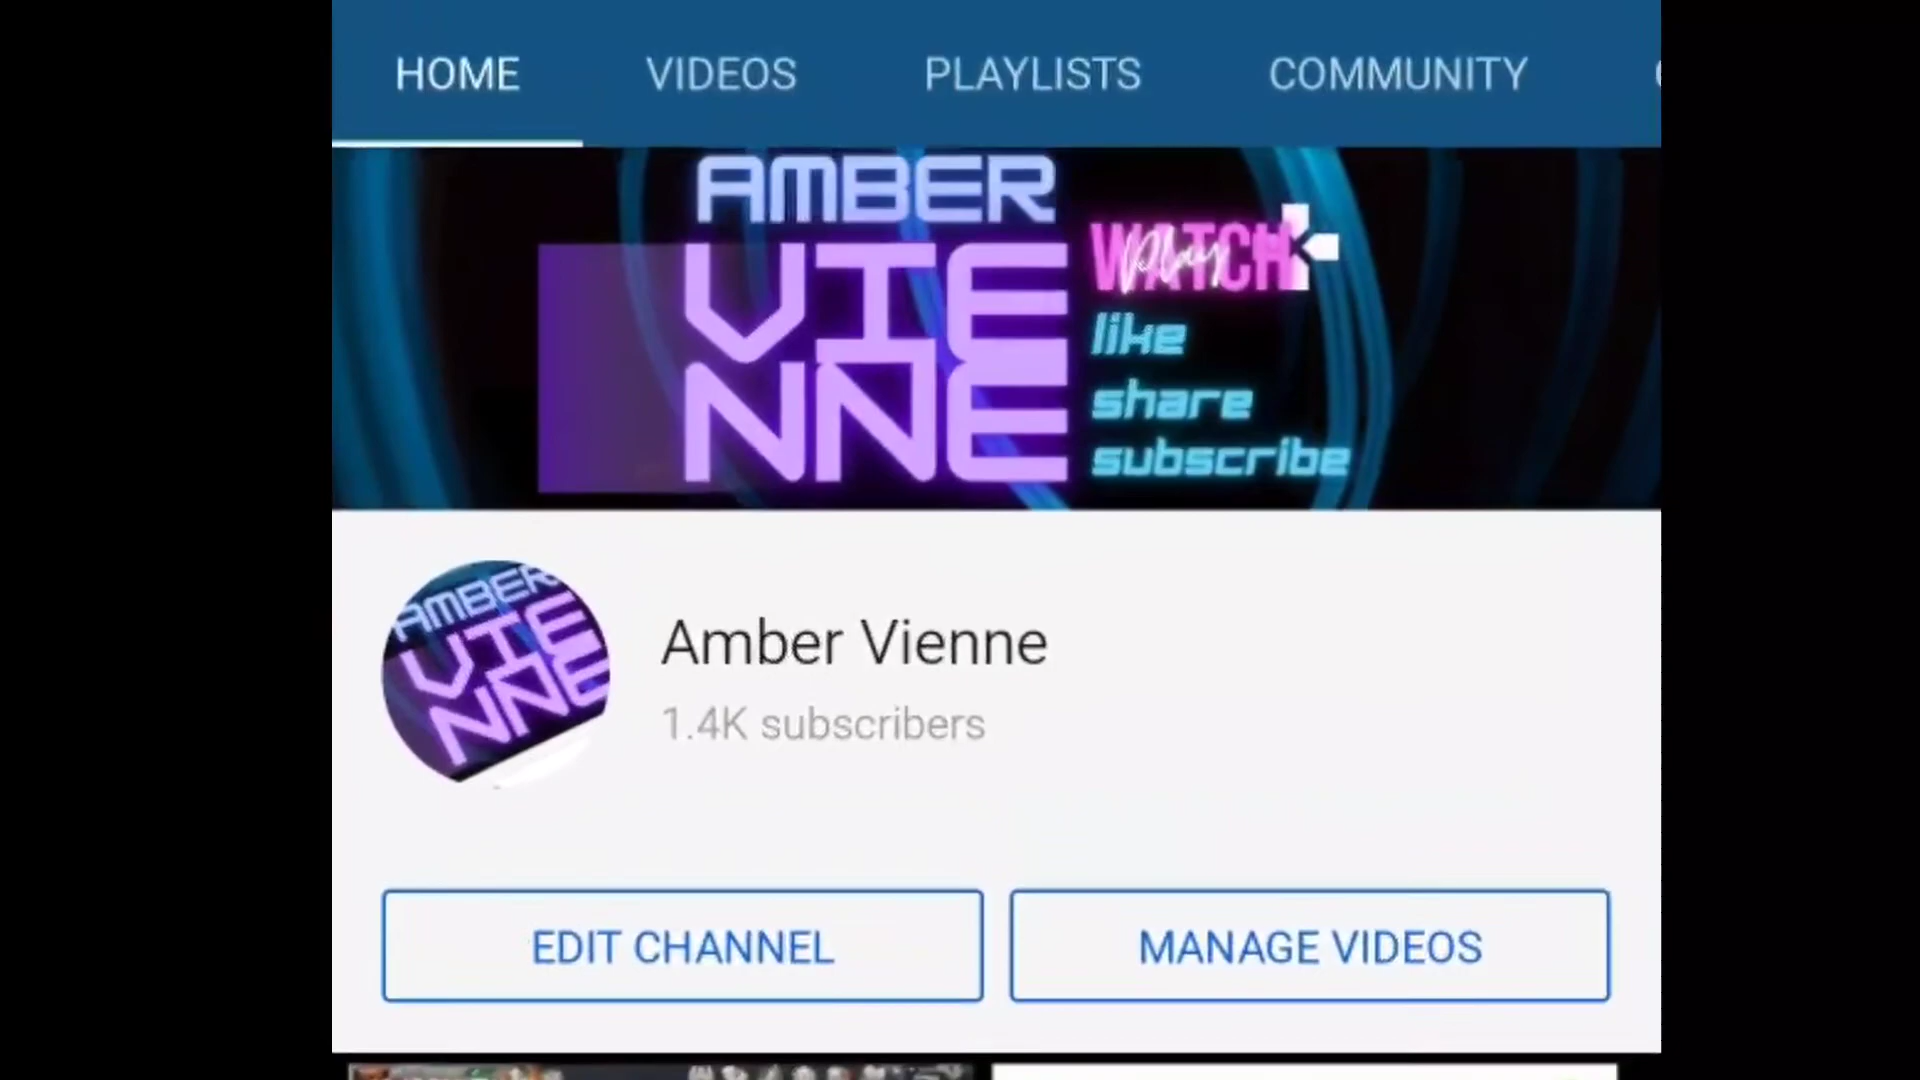 HOME VIDEOS PLAYLISTS COMMUNITY
AMBER
VIE
NNE
WATCH
Play
like
share
subscribe
AMBER
VIE
NNE
Amber Vienne
1.4K subscribers
EDIT CHANNEL MANAGE VIDEOS